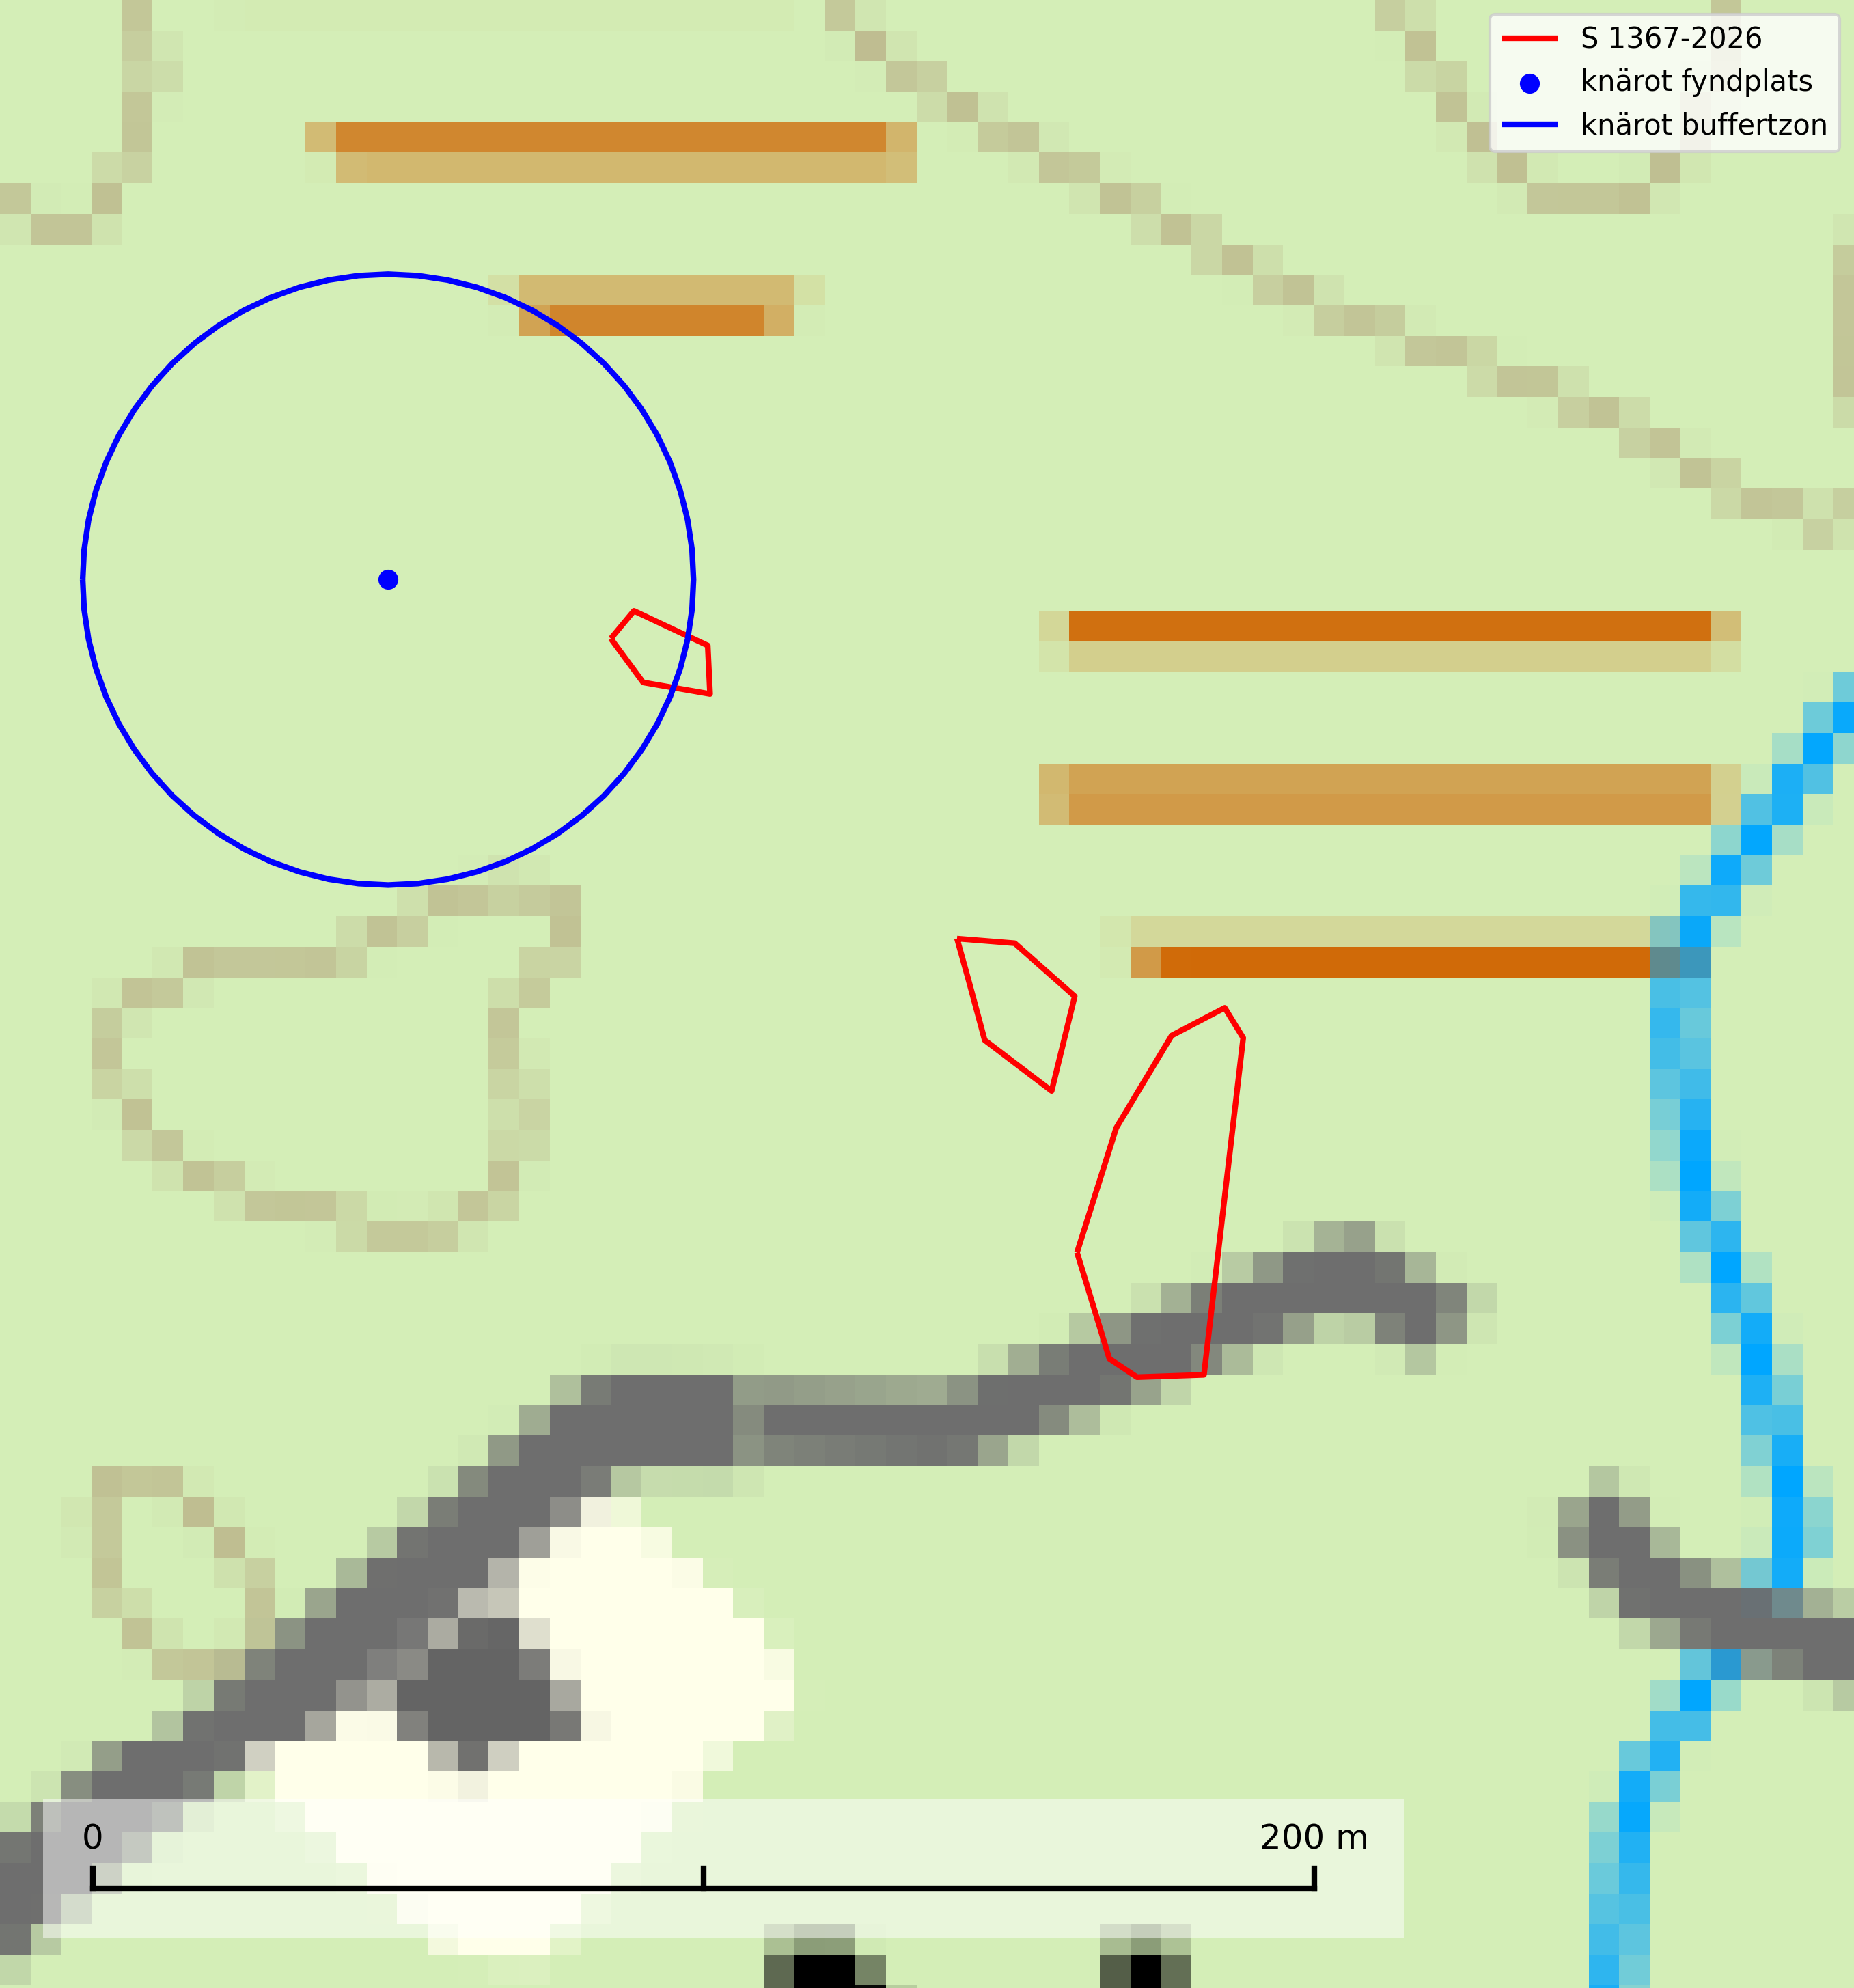 S 1367-2026
knärot fyndplats
knärot buffertzon
0
200 m